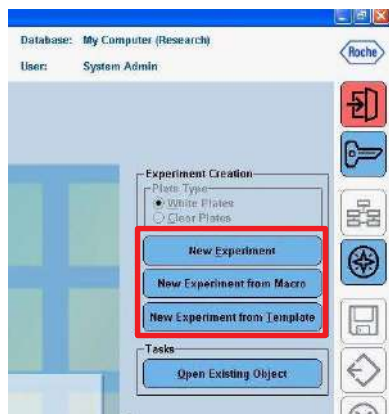 Database: My Computer (Research)
User: System Admin
Roche
Experiment Creation
Plate Type
White Plates
Clear Plates
New Experiment
New Experiment from Macro
New Experiment from Template
Tasks
Open Existing Object